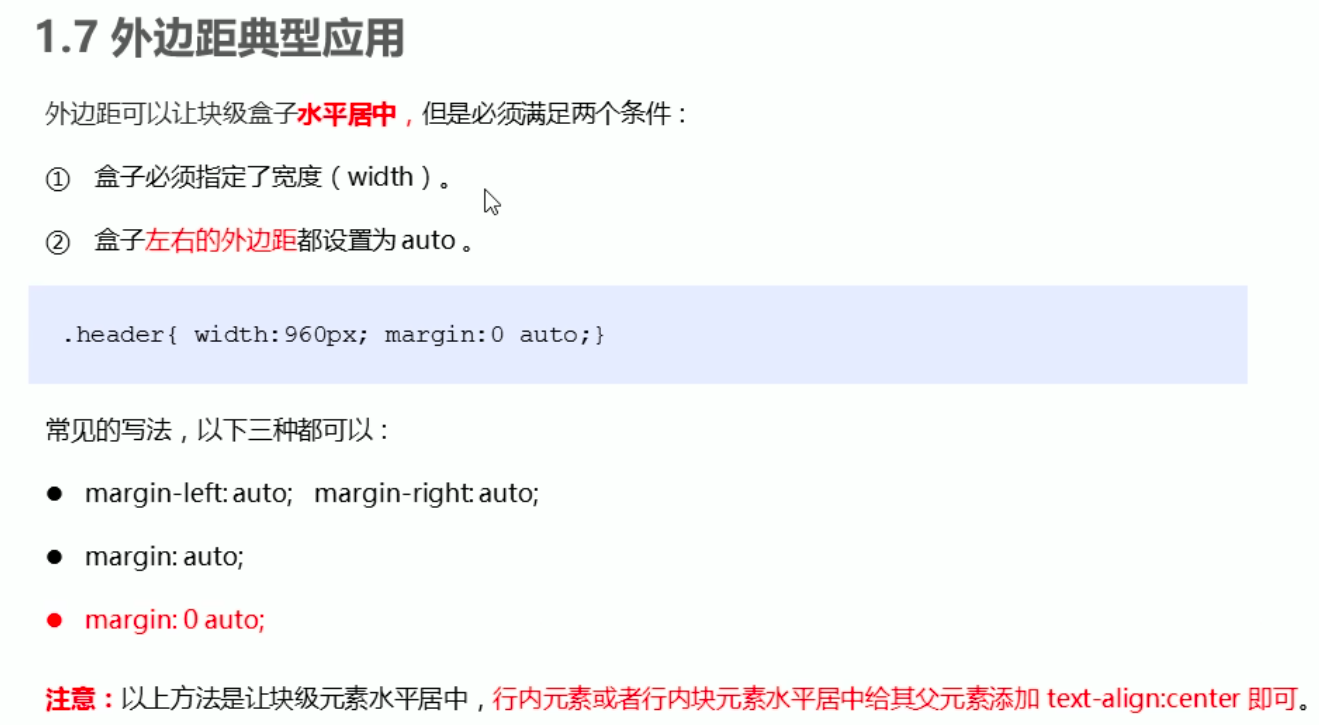 1.7 外边距典型应用
外边距可以让块级盒子水平居中，但是必须满足两个条件：
① 盒子必须指定了宽度（width）。
② 盒子左右的外边距都设置为 auto 。
.header{ width:960px; margin:0 auto;}
常见的写法，以下三种都可以：
● margin-left: auto; margin-right: auto;
● margin: auto;
● margin: 0 auto;
注意：以上方法是让块级元素水平居中，行内元素或者行内块元素水平居中给其父元素添加 text-align:center 即可。